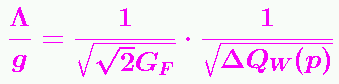 Λ/g = 1/√(√2 G_F) · 1/√(ΔQ_W(p))